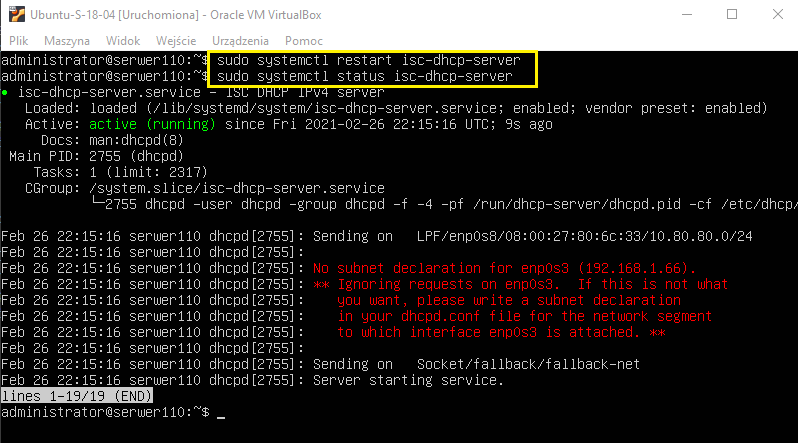 Ubuntu-S-18-04 [Uruchomiona] - Oracle VM VirtualBox
Plik Maszyna Widok Wejście Urządzenia Pomoc
administrator@serwer110:~$ sudo systemctl restart isc-dhcp-server
administrator@serwer110:~$ sudo systemctl status isc-dhcp-server
● isc-dhcp-server.service - ISC DHCP IPv4 server
Loaded: loaded (/lib/systemd/system/isc-dhcp-server.service; enabled; vendor preset: enabled)
Active: active (running) since Fri 2021-02-26 22:15:16 UTC; 9s ago
Docs: man:dhcpd(8)
Main PID: 2755 (dhcpd)
Tasks: 1 (limit: 2317)
CGroup: /system.slice/isc-dhcp-server.service
└─2755 dhcpd -user dhcpd -group dhcpd -f -4 -pf /run/dhcp-server/dhcpd.pid -cf /etc/dhcp/
Feb 26 22:15:16 serwer110 dhcpd[2755]: Sending on   LPF/enp0s8/08:00:27:80:6c:33/10.80.80.0/24
Feb 26 22:15:16 serwer110 dhcpd[2755]:
Feb 26 22:15:16 serwer110 dhcpd[2755]: No subnet declaration for enp0s3 (192.168.1.66).
Feb 26 22:15:16 serwer110 dhcpd[2755]: ** Ignoring requests on enp0s3.  If this is not what
Feb 26 22:15:16 serwer110 dhcpd[2755]:    you want, please write a subnet declaration
Feb 26 22:15:16 serwer110 dhcpd[2755]:    in your dhcpd.conf file for the network segment
Feb 26 22:15:16 serwer110 dhcpd[2755]:    to which interface enp0s3 is attached. **
Feb 26 22:15:16 serwer110 dhcpd[2755]:
Feb 26 22:15:16 serwer110 dhcpd[2755]: Sending on   Socket/fallback/fallback-net
Feb 26 22:15:16 serwer110 dhcpd[2755]: Server starting service.
lines 1-19/19 (END)
administrator@serwer110:~$ _